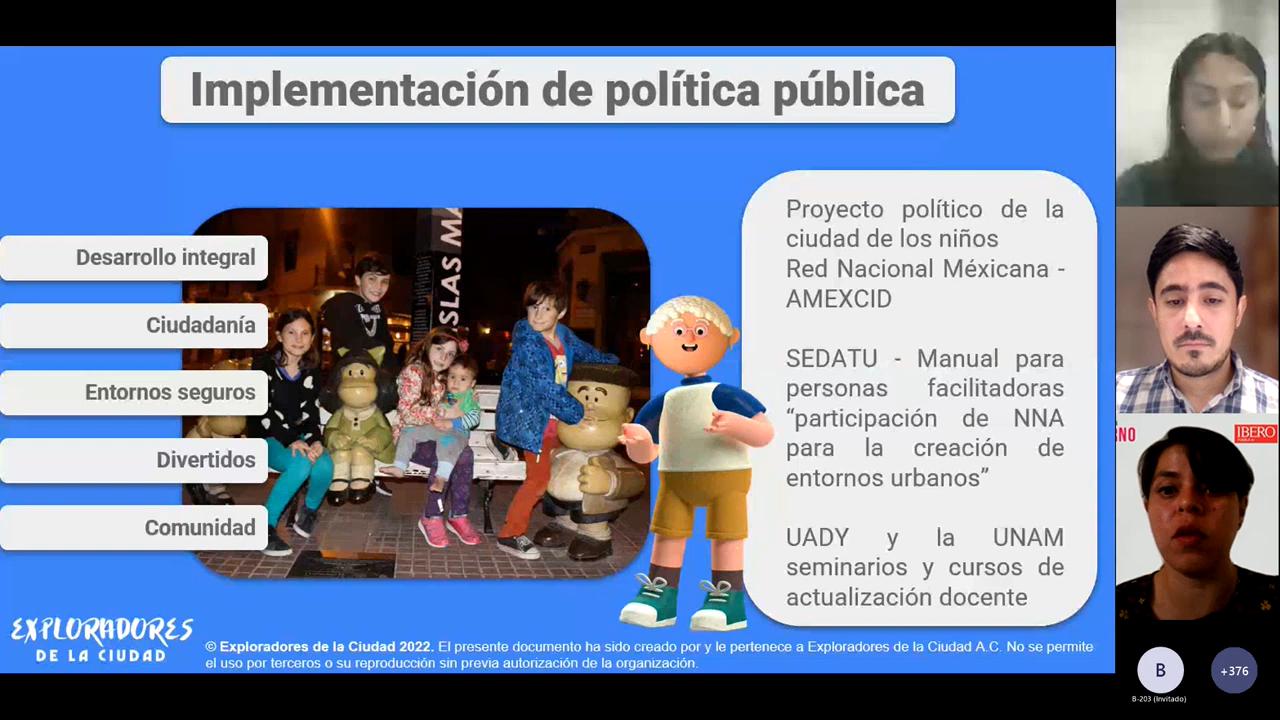 Implementación de política pública
Desarrollo integral
Ciudadanía
Entornos seguros
Divertidos
Comunidad
Proyecto político de la
ciudad de los niños
Red Nacional Méxicana -
AMEXCID
SEDATU - Manual para
personas facilitadoras
“participación de NNA
para la creación de
entornos urbanos”
UADY y la UNAM
seminarios y cursos de
actualización docente
EXPLORADORES
DE LA CIUDAD
© Exploradores de la Ciudad 2022. El presente documento ha sido creado por y le pertenece a Exploradores de la Ciudad A.C. No se permite
el uso por terceros o su reproducción sin previa autorización de la organización.
IBERO
B
B-203 (Invitado)
+376